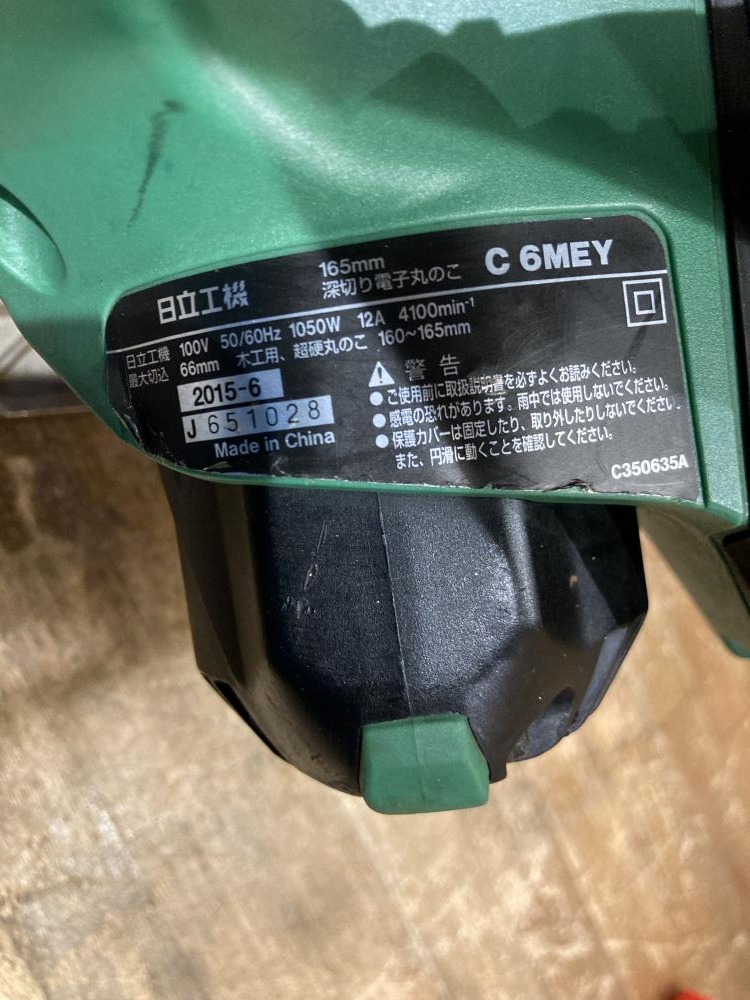 日立工機 165mm 深切り電子丸のこ C 6MEY
日立工機 100V 50/60Hz 1050W 12A 4100min⁻¹
最大切込 66mm 木工用、超硬丸のこ 160~165mm
2015-6
J 651028
Made in China
警告
●ご使用前に取扱説明書を必ずよくお読みください。
●感電の恐れがあります。雨中では使用しないでください。
●保護カバーは固定したり、取り外したりしないでください。
また、円滑に動くことを確認してください。
C350635A